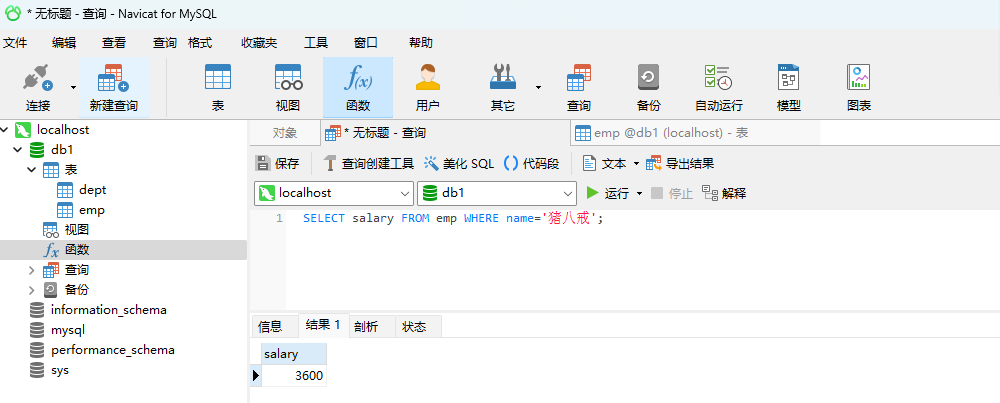 * 无标题 - 查询 - Navicat for MySQL
文件 编辑 查看 查询 格式 收藏夹 工具 窗口 帮助
连接 新建查询 表 视图 函数 用户 其它 查询 备份 自动运行 模型 图表
localhost
db1
表
dept
emp
视图
函数
查询
备份
information_schema
mysql
performance_schema
sys
对象 * 无标题 - 查询 emp @db1 (localhost) - 表
保存 查询创建工具 美化 SQL 代码段 文本 导出结果
localhost db1 运行 停止 解释
1 SELECT salary FROM emp WHERE name='猪八戒';
信息 结果 1 剖析 状态
salary
3600